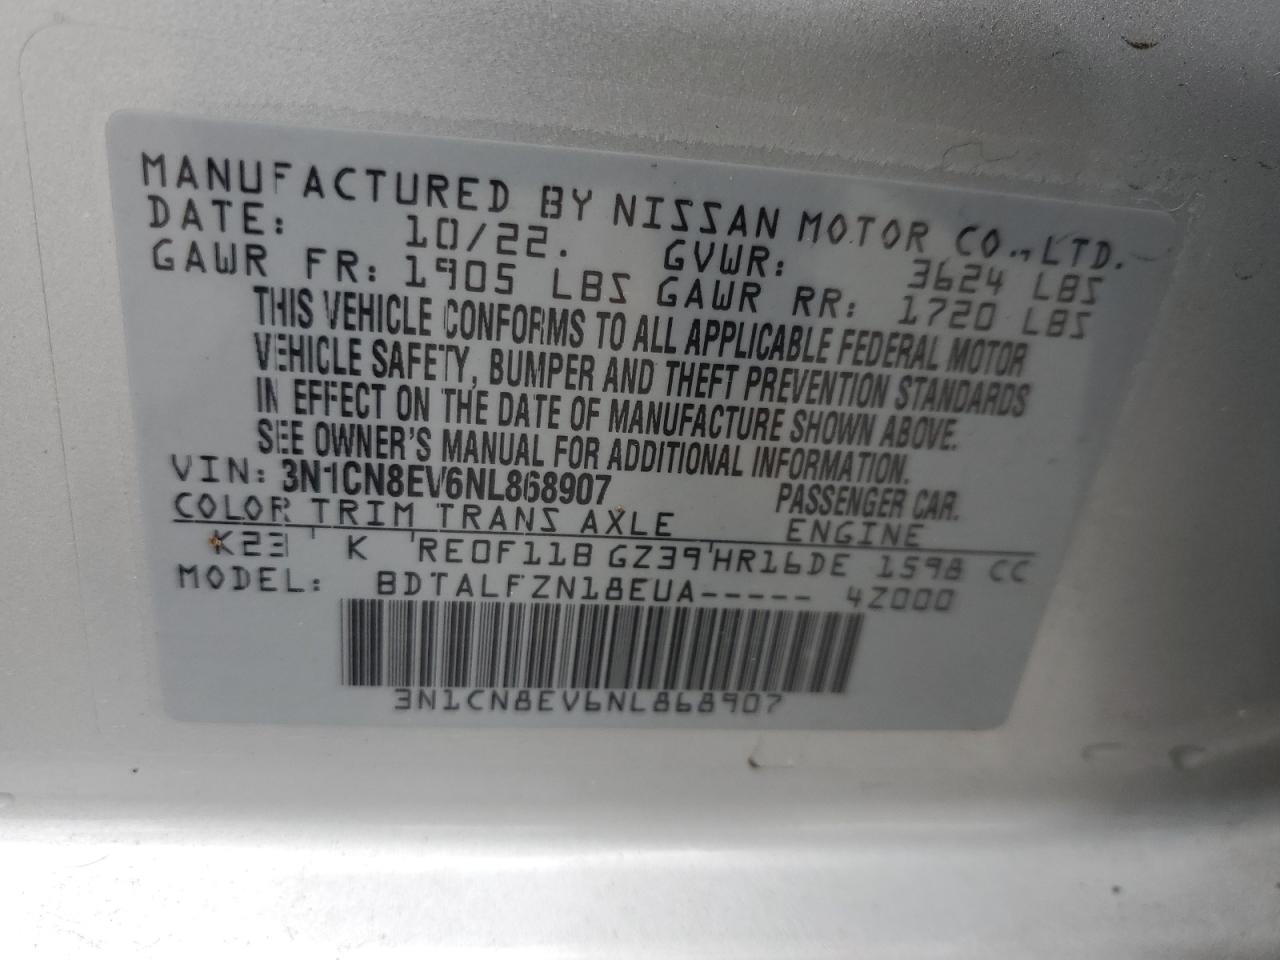 MANUFACTURED BY NISSAN MOTOR CO., LTD.
DATE: 10/22. GVWR: 3624 LBS
GAWR FR: 1905 LBS GAWR RR: 1720 LBS
THIS VEHICLE CONFORMS TO ALL APPLICABLE FEDERAL MOTOR
VEHICLE SAFETY, BUMPER AND THEFT PREVENTION STANDARDS
IN EFFECT ON THE DATE OF MANUFACTURE SHOWN ABOVE.
SEE OWNER'S MANUAL FOR ADDITIONAL INFORMATION.
VIN: 3N1CN8EV6NL868907 PASSENGER CAR.
COLOR TRIM TRANS AXLE ENGINE
K23 ' K 'RE0F11B GZ39'HR16DE 1598 CC
MODEL: BDTALFZN18EUA----- 4Z000
3N1CN8EV6NL868907